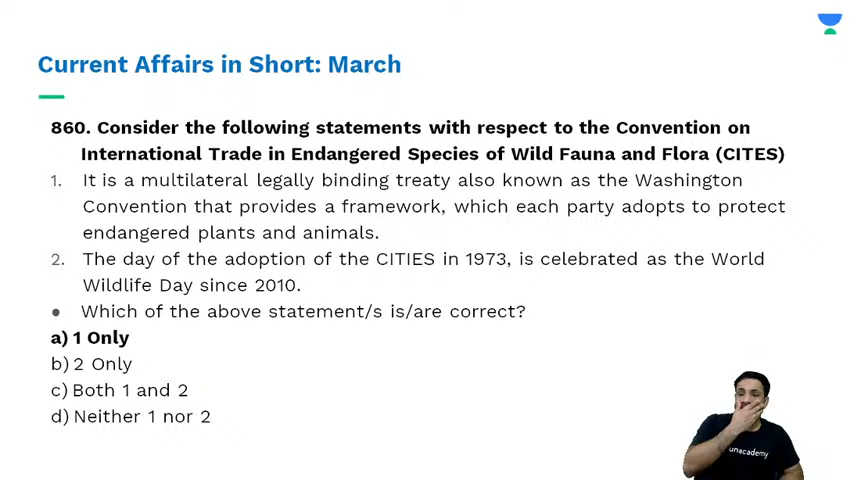 Current Affairs in Short: March
860. Consider the following statements with respect to the Convention on
International Trade in Endangered Species of Wild Fauna and Flora (CITES)
1. It is a multilateral legally binding treaty also known as the Washington
Convention that provides a framework, which each party adopts to protect
endangered plants and animals.
2. The day of the adoption of the CITIES in 1973, is celebrated as the World
Wildlife Day since 2010.
● Which of the above statement/s is/are correct?
a) 1 Only
b) 2 Only
c) Both 1 and 2
d) Neither 1 nor 2
unacademy